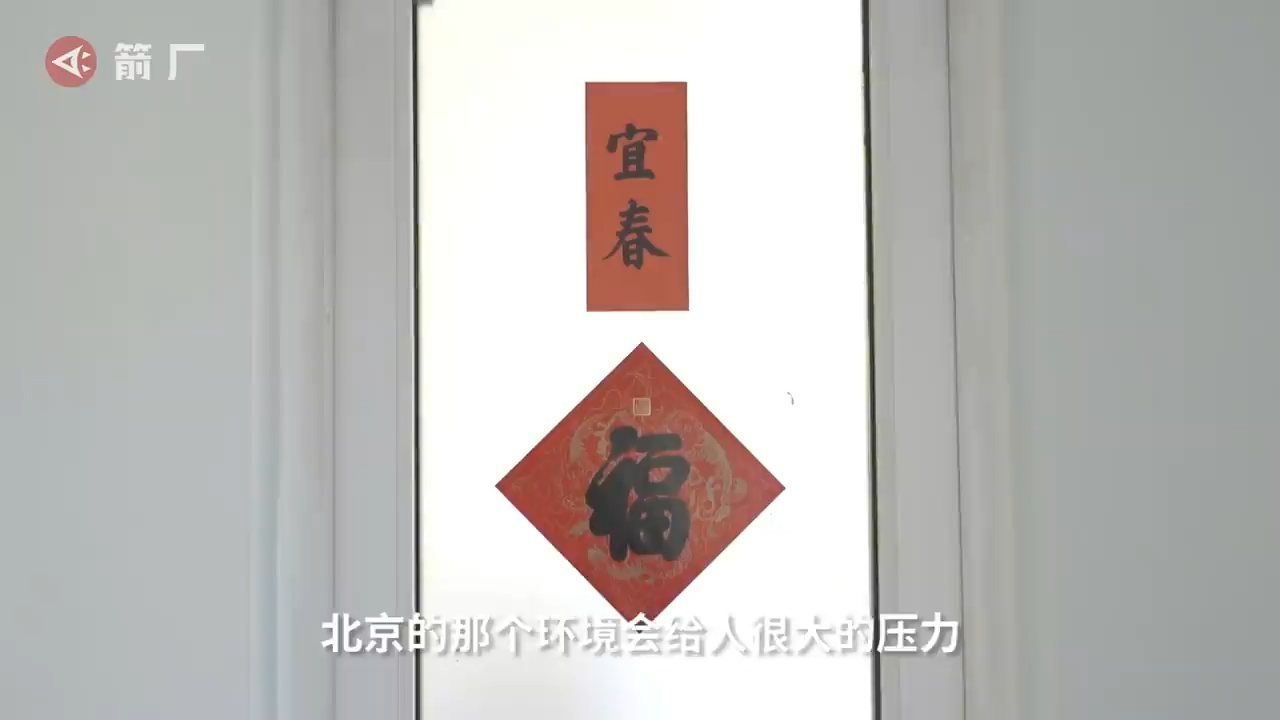 箭厂
宜
春
福
北京的那个环境会给人很大的压力